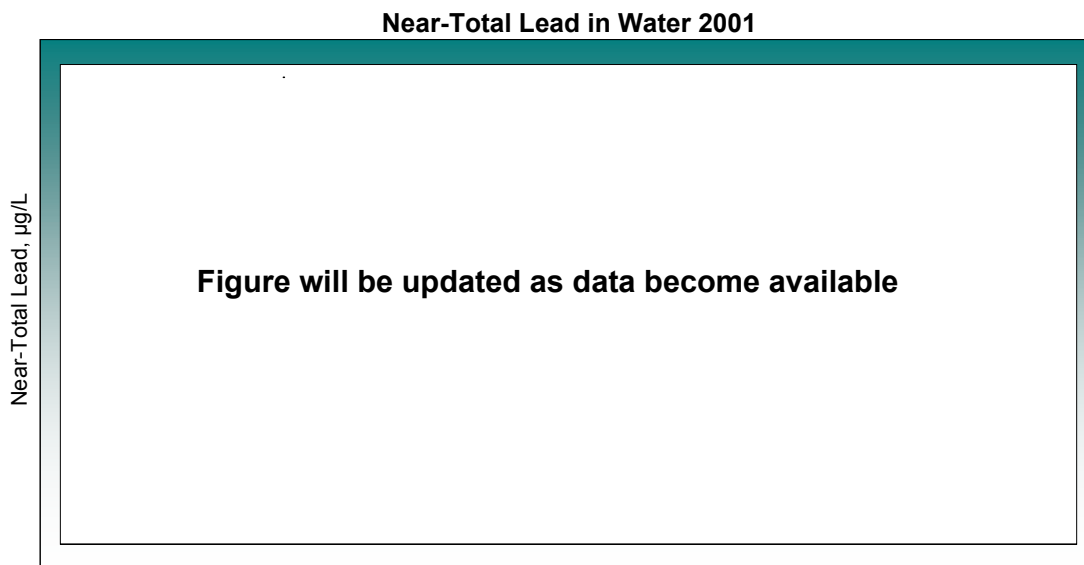 Near-Total Lead in Water 2001
Near-Total Lead, µg/L
Figure will be updated as data become available